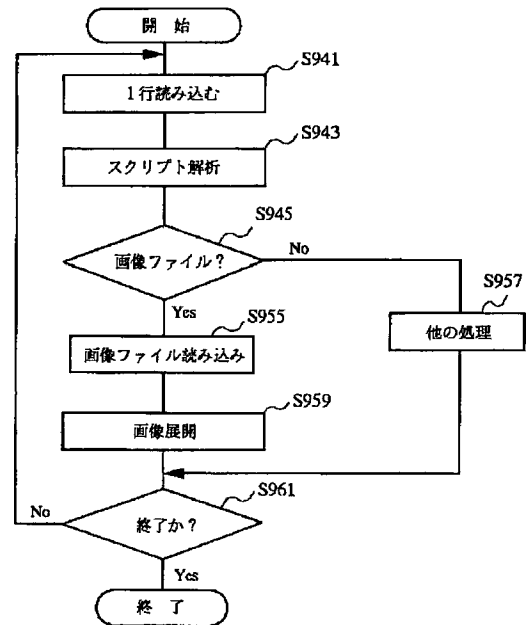 開 始
S941
1行読み込む
S943
スクリプト解析
S945
画像ファイル?
No
Yes
S957
他の処理
S955
画像ファイル読み込み
S959
画像展開
S961
終了か?
No
Yes
終 了